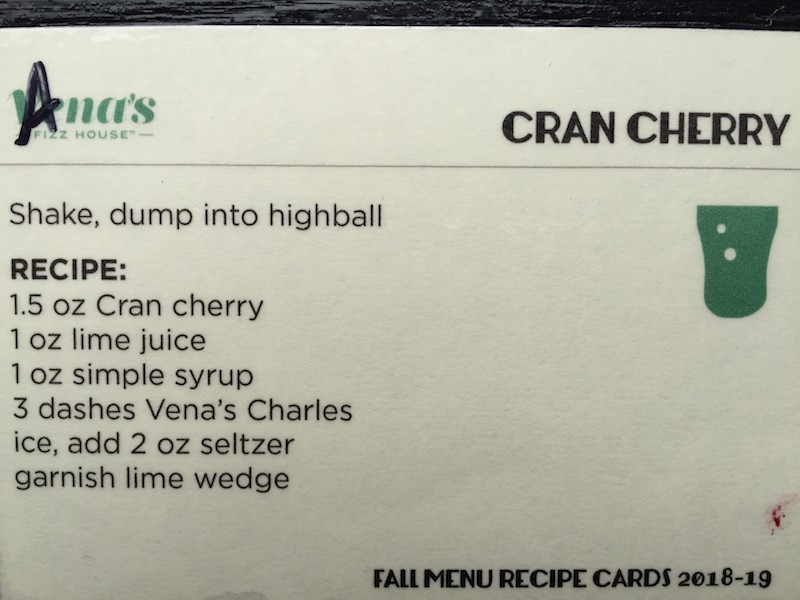 Vena's
A
FIZZ HOUSE™
CRAN CHERRY
Shake, dump into highball
RECIPE:
1.5 oz Cran cherry
1 oz lime juice
1 oz simple syrup
3 dashes Vena's Charles
ice, add 2 oz seltzer
garnish lime wedge
FALL MENU RECIPE CARDS 2018-19